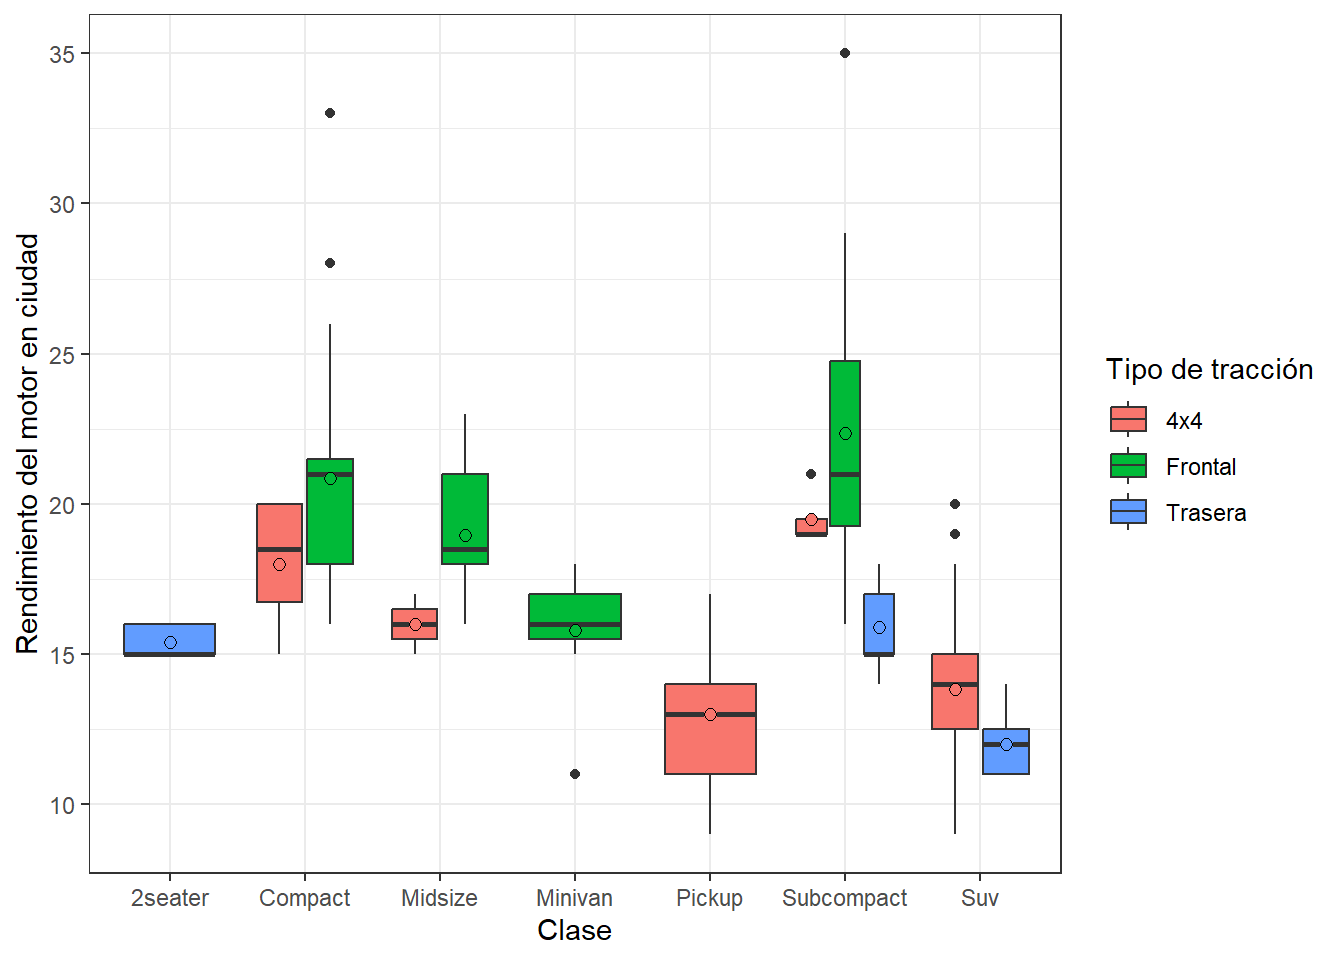 Rendimiento del motor en ciudad
35
30
25
20
15
10
2seater
Compact
Midsize
Minivan
Pickup
Subcompact
Suv
Clase
Tipo de tracción
4x4
Frontal
Trasera